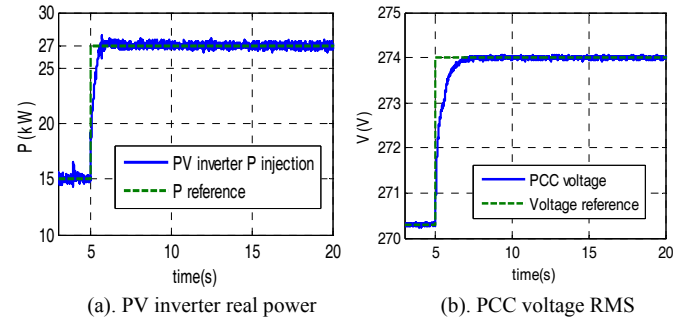 30
27
25
20
15
10
P (kW)
5
10
15
20
time(s)
PV inverter P injection
P reference
(a). PV inverter real power
274
273
272
271
270
V (V)
5
10
15
20
time(s)
PCC voltage
Voltage reference
(b). PCC voltage RMS